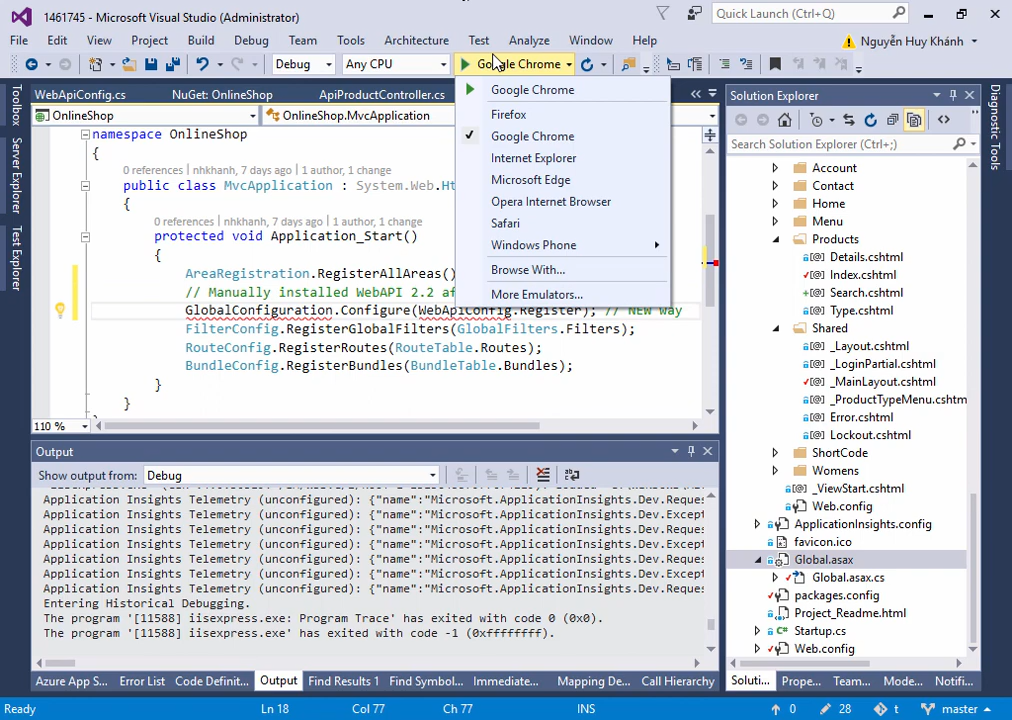 1461745 - Microsoft Visual Studio (Administrator)
Quick Launch (Ctrl+Q)
File Edit View Project Build Debug Team Tools Architecture Test Analyze Window Help
Nguyễn Huy Khánh
Debug Any CPU Google Chrome
WebApiConfig.cs NuGet: OnlineShop ApiProductController.cs
OnlineShop OnlineShop.MvcApplication
Google Chrome
Firefox
Google Chrome
Internet Explorer
Microsoft Edge
Opera Internet Browser
Safari
Windows Phone
Browse With...
More Emulators...
namespace OnlineShop
{
0 references | nhkhanh, 7 days ago | 1 author, 1 change
public class MvcApplication : System.Web.Ht
{
0 references | nhkhanh, 7 days ago | 1 author, 1 change
protected void Application_Start()
{
AreaRegistration.RegisterAllAreas()
// Manually installed WebAPI 2.2 af
GlobalConfiguration.Configure(WebApiConfig.Register); // NEW way
FilterConfig.RegisterGlobalFilters(GlobalFilters.Filters);
RouteConfig.RegisterRoutes(RouteTable.Routes);
BundleConfig.RegisterBundles(BundleTable.Bundles);
}
}
110 %
Output
Show output from: Debug
Application Insights Telemetry (unconfigured): {"name":"Microsoft.ApplicationInsights.Dev.Reque
Application Insights Telemetry (unconfigured): {"name":"Microsoft.ApplicationInsights.Dev.Except
Application Insights Telemetry (unconfigured): {"name":"Microsoft.ApplicationInsights.Dev.Reque
Application Insights Telemetry (unconfigured): {"name":"Microsoft.ApplicationInsights.Dev.Except
Application Insights Telemetry (unconfigured): {"name":"Microsoft.ApplicationInsights.Dev.Reque
Application Insights Telemetry (unconfigured): {"name":"Microsoft.ApplicationInsights.Dev.Except
Application Insights Telemetry (unconfigured): {"name":"Microsoft.ApplicationInsights.Dev.Reque
Entering Historical Debugging.
The program '[11588] iisexpress.exe: Program Trace' has exited with code 0 (0x0).
The program '[11588] iisexpress.exe' has exited with code -1 (0xffffffff).
Azure App S... Error List Code Definit... Output Find Results 1 Find Symbol... Immediate... Mapping De... Call Hierarchy
Toolbox
Server Explorer
Test Explorer
Solution Explorer
Search Solution Explorer (Ctrl+;)
Account
Contact
Home
Menu
Products
Details.cshtml
Index.cshtml
Search.cshtml
Type.cshtml
Shared
_Layout.cshtml
_LoginPartial.cshtml
_MainLayout.cshtml
_ProductTypeMenu.cshtm
Error.cshtml
Lockout.cshtml
ShortCode
Womens
_ViewStart.cshtml
Web.config
ApplicationInsights.config
favicon.ico
Global.asax
Global.asax.cs
packages.config
Project_Readme.html
Startup.cs
Web.config
Soluti... Prope... Team... Mode... Notifi...
Diagnostic Tools
Ln 18 Col 77 Ch 77 INS 0 28 t master